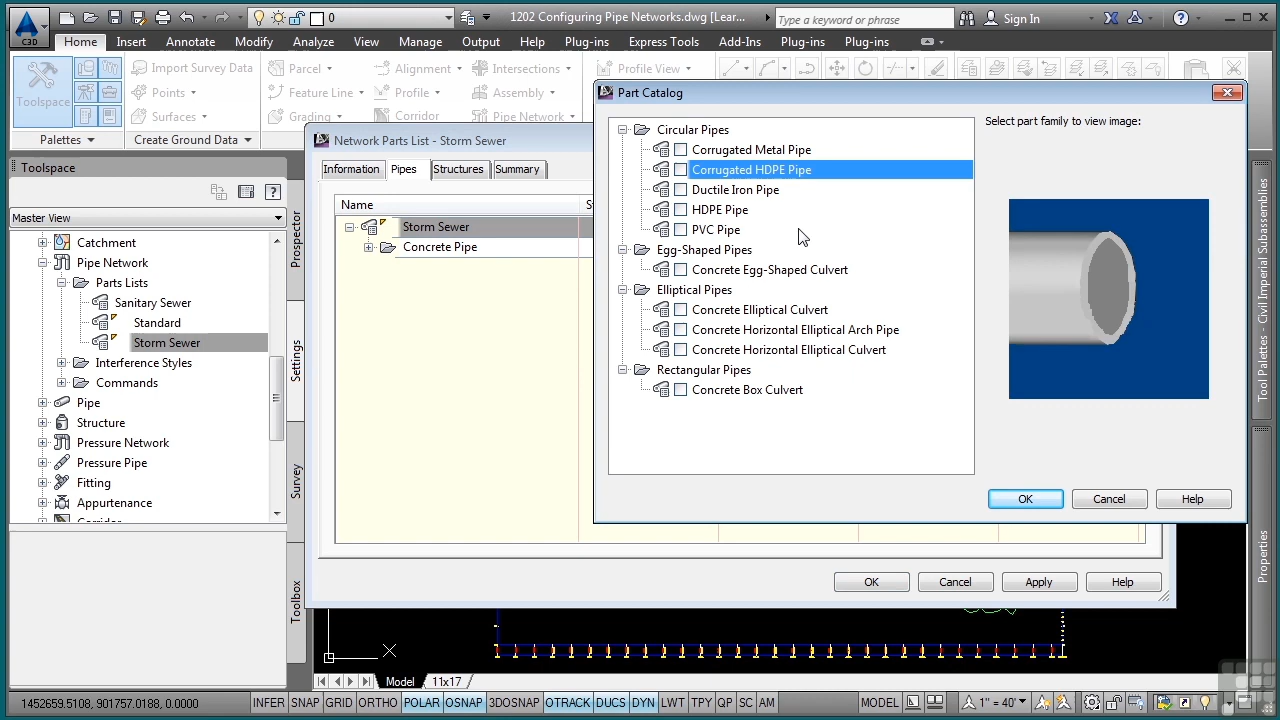 0
1202 Configuring Pipe Networks.dwg [Lear...
Type a keyword or phrase
Sign In
C3D
Home
Insert
Annotate
Modify
Analyze
View
Manage
Output
Help
Plug-ins
Express Tools
Add-Ins
Plug-ins
Plug-ins
Toolspace
Import Survey Data
Points
Surfaces
Parcel
Feature Line
Grading
Alignment
Profile
Corridor
Intersections
Assembly
Pipe Network
Profile View
Palettes
Create Ground Data
Toolspace
Master View
Catchment
Pipe Network
Parts Lists
Sanitary Sewer
Standard
Storm Sewer
Interference Styles
Commands
Pipe
Structure
Pressure Network
Pressure Pipe
Fitting
Appurtenance
Corridor
Prospector
Settings
Survey
Toolbox
Network Parts List - Storm Sewer
Information
Pipes
Structures
Summary
Name
S
Storm Sewer
Concrete Pipe
OK
Cancel
Apply
Help
Part Catalog
Circular Pipes
Corrugated Metal Pipe
Corrugated HDPE Pipe
Ductile Iron Pipe
HDPE Pipe
PVC Pipe
Egg-Shaped Pipes
Concrete Egg-Shaped Culvert
Elliptical Pipes
Concrete Elliptical Culvert
Concrete Horizontal Elliptical Arch Pipe
Concrete Horizontal Elliptical Culvert
Rectangular Pipes
Concrete Box Culvert
Select part family to view image:
OK
Cancel
Help
Tool Palettes - Civil Imperial Subassemblies
Properties
Model
11x17
1452659.5108, 901757.0188, 0.0000
INFER
SNAP
GRID
ORTHO
POLAR
OSNAP
3DOSNAP
OTRACK
DUCS
DYN
LWT
TPY
QP
SC
AM
MODEL
1" = 40'